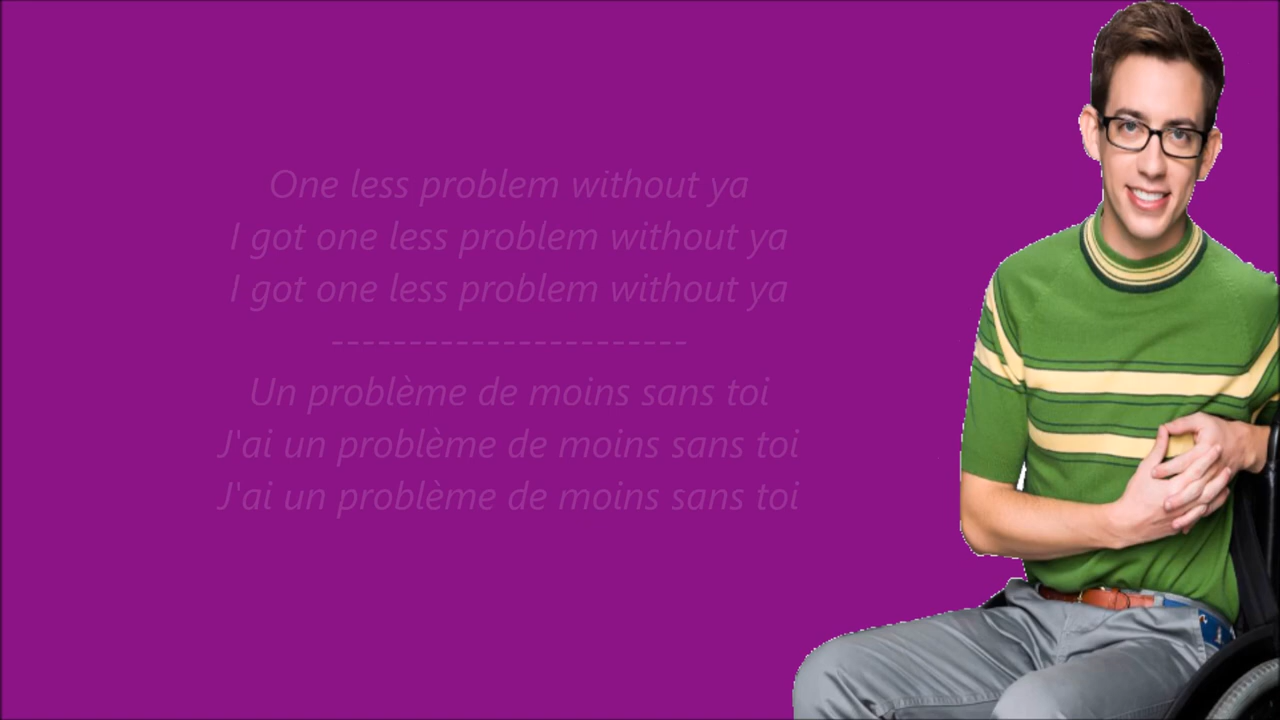 One less problem without ya
I got one less problem without ya
I got one less problem without ya
-----------------------
Un problème de moins sans toi
J'ai un problème de moins sans toi
J'ai un problème de moins sans toi